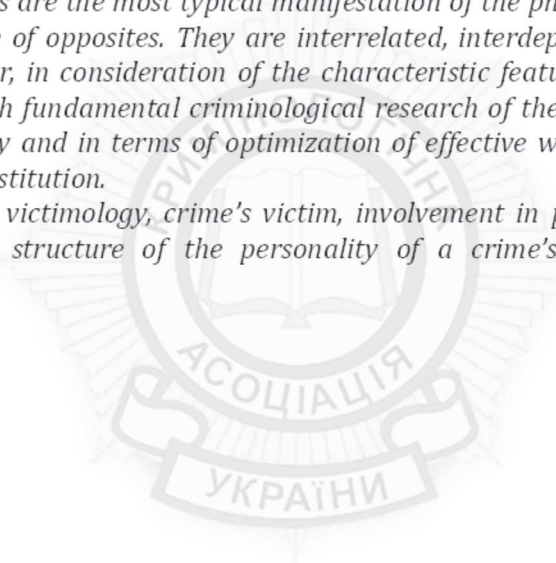 s are the most typical manifestation of the ph
e of opposites. They are interrelated, interdep
r, in consideration of the characteristic featu
h fundamental criminological research of the
y and in terms of optimization of effective w
stitution.
victimology, crime's victim, involvement in p
structure of the personality of a crime's
КРИМІНОЛОГІЧНА
АСОЦІАЦІЯ
УКРАЇНИ